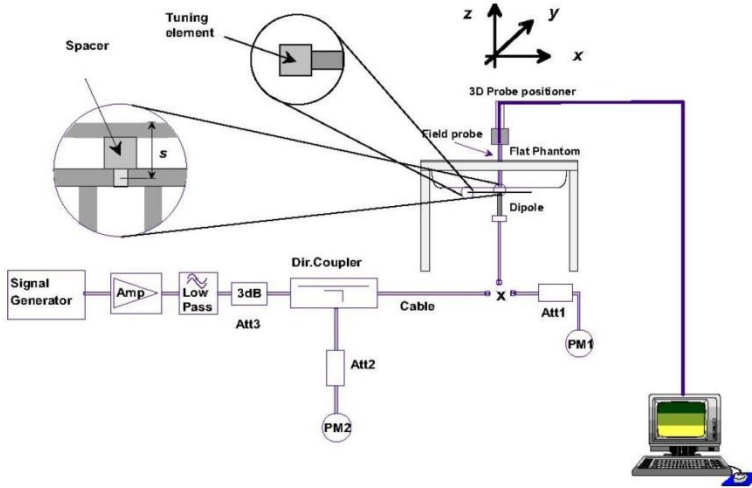 Tuning
element
Spacer
s
z
y
x
3D Probe positioner
Field probe
Flat Phantom
Dipole
Signal
Generator
Amp
Low
Pass
3dB
Att3
Dir.Coupler
Cable
x
Att1
PM1
Att2
PM2